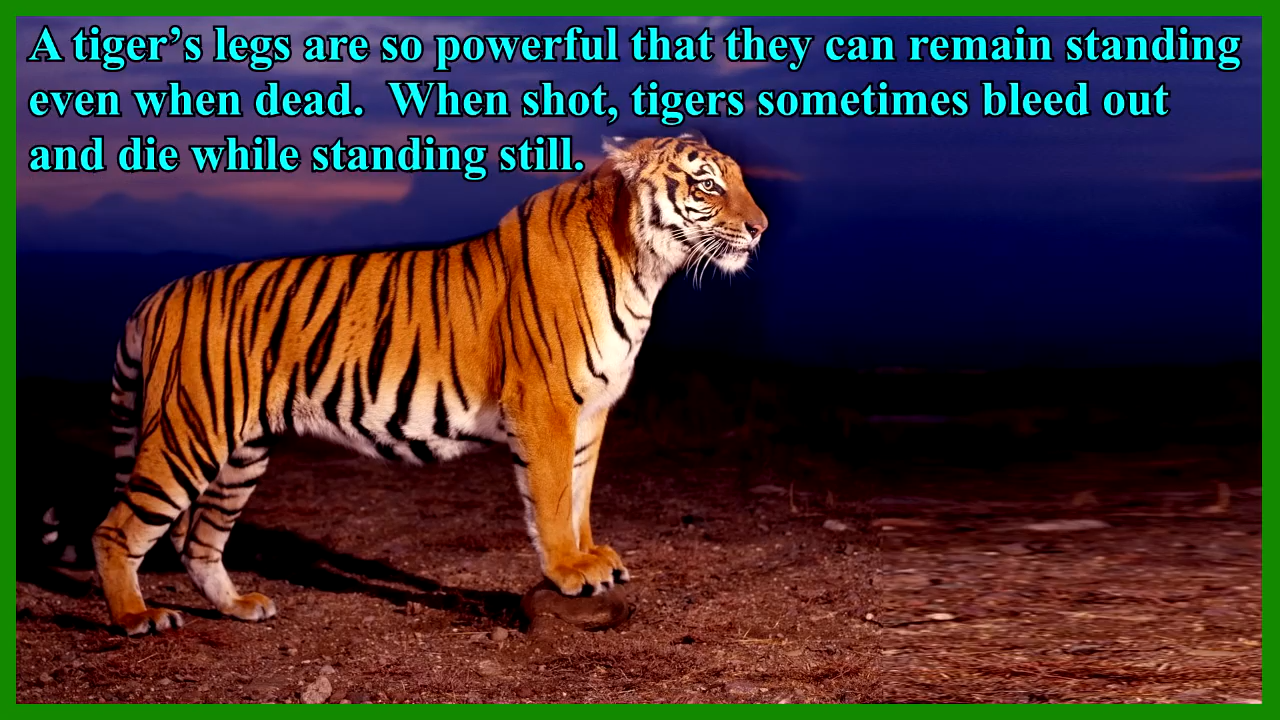 A tiger’s legs are so powerful that they can remain standing
even when dead.  When shot, tigers sometimes bleed out
and die while standing still.